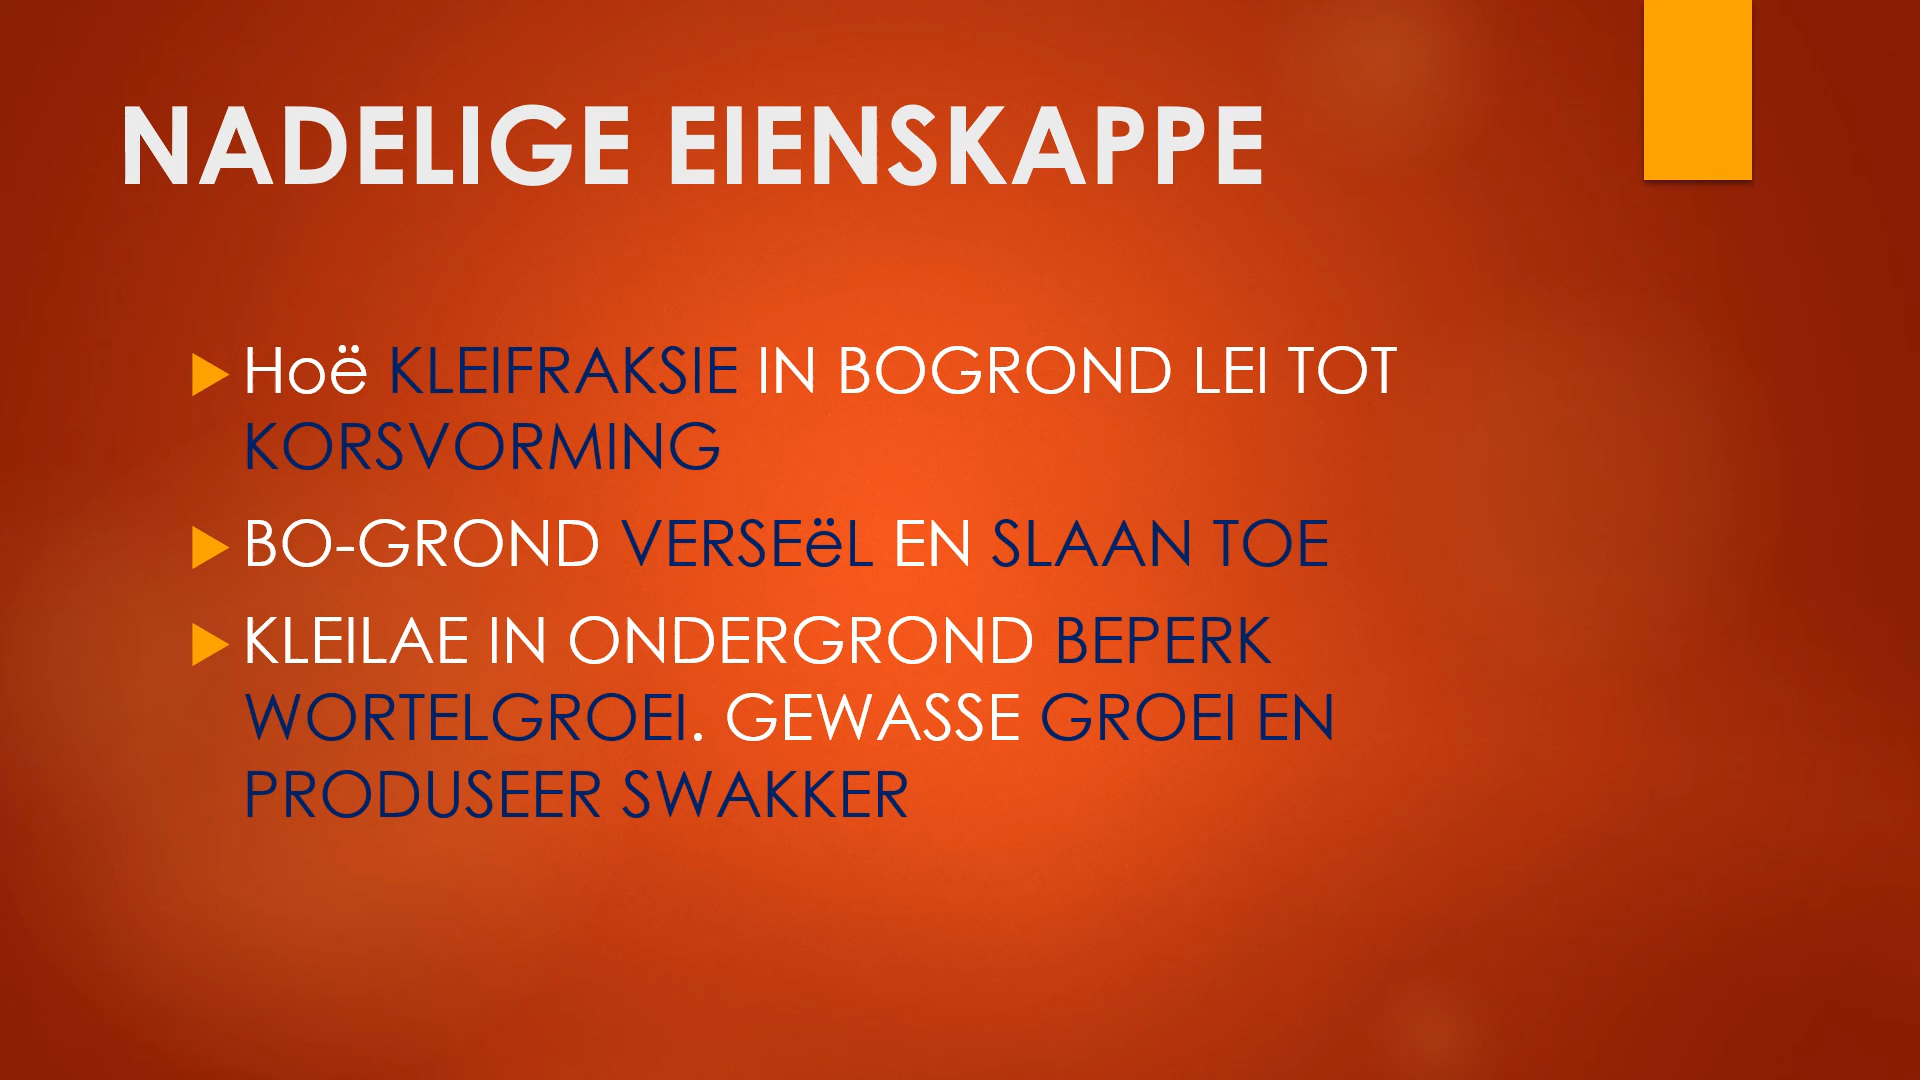 NADELIGE EIENSKAPPE
Hoë KLEIFRAKSIE IN BOGROND LEI TOT
KORSVORMING
BO-GROND VERSEëL EN SLAAN TOE
KLEILAE IN ONDERGROND BEPERK
WORTELGROEI. GEWASSE GROEI EN
PRODUSEER SWAKKER